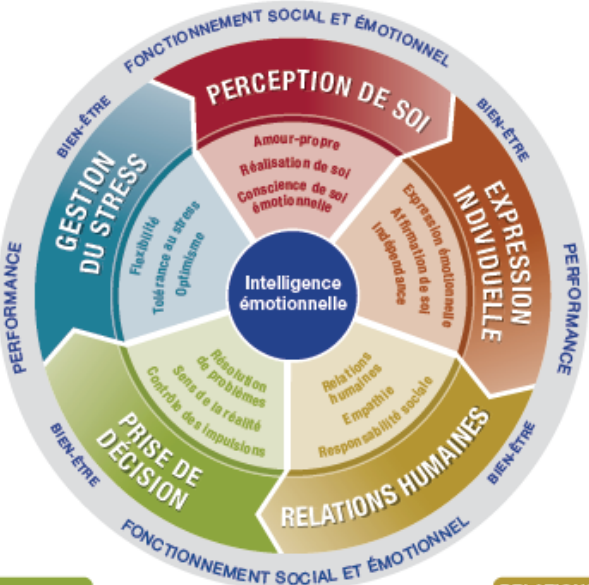 FONCTIONNEMENT SOCIAL ET ÉMOTIONNEL
BIEN-ÊTRE
BIEN-ÊTRE
PERFORMANCE
PERFORMANCE
BIEN-ÊTRE
BIEN-ÊTRE
FONCTIONNEMENT SOCIAL ET ÉMOTIONNEL
PERCEPTION DE SOI
Amour-propre
Réalisation de soi
Conscience de soi
émotionnelle
EXPRESSION
INDIVIDUELLE
Expression émotionnelle
Affirmation de soi
Indépendance
RELATIONS HUMAINES
Relations
humaines
Empathie
Responsabilité sociale
PRISE DE
DÉCISION
Résolution
de problèmes
Sens de la réalité
Contrôle des impulsions
GESTION
DU STRESS
Flexibilité
Tolérance au stress
Optimisme
Intelligence
émotionnelle